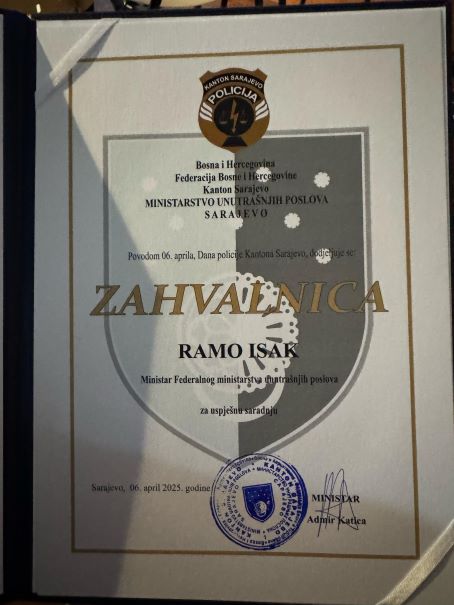 KANTON SARAJEVO
POLICIJA
Bosna i Hercegovina
Federacija Bosne i Hercegovine
Kanton Sarajevo
MINISTARSTVO UNUTRAŠNJIH POSLOVA
SARAJEVO
Povodom 06. aprila, Dana policije Kantona Sarajevo, dodjeljuje se:
ZAHVALNICA
RAMO ISAK
Ministar Federalnog ministarstva unutrašnjih poslova
za uspješnu saradnju
Sarajevo, 06. april 2025. godine
MINISTAR
Admir Katica